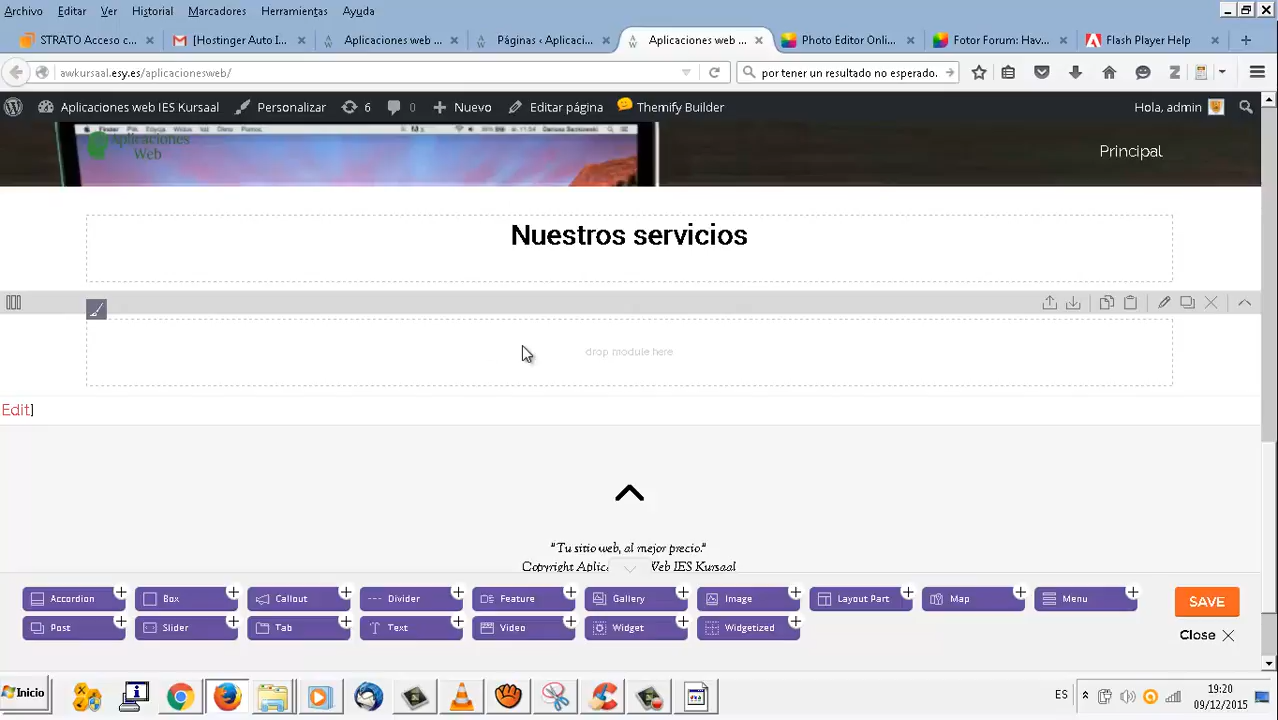 Archivo Editar Ver Historial Marcadores Herramientas Ayuda
STRATO Acceso c... [Hostinger Auto I... Aplicaciones web ... Páginas ‹ Aplicaci... Aplicaciones web ... Photo Editor Onli... Fotor Forum: Hav... Flash Player Help
awkursaal.esy.es/aplicacionesweb/ por tener un resultado no esperado.
Aplicaciones web IES Kursaal Personalizar 6 0 Nuevo Editar página Themify Builder Hola, admin
Aplicaciones
Web
Principal
Nuestros servicios
drop module here
Edit]
"Tu sitio web, al mejor precio."
Copyright Aplic Web IES Kursaal
Accordion Box Callout Divider Feature Gallery Image Layout Part Map Menu
SAVE
Post Slider Tab Text Video Widget Widgetized
Close
Inicio
ES
19:20
09/12/2015